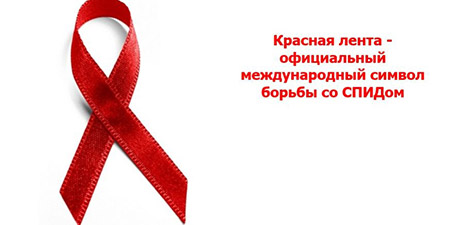 Красная лента -
официальный
международный символ
борьбы со СПИДом